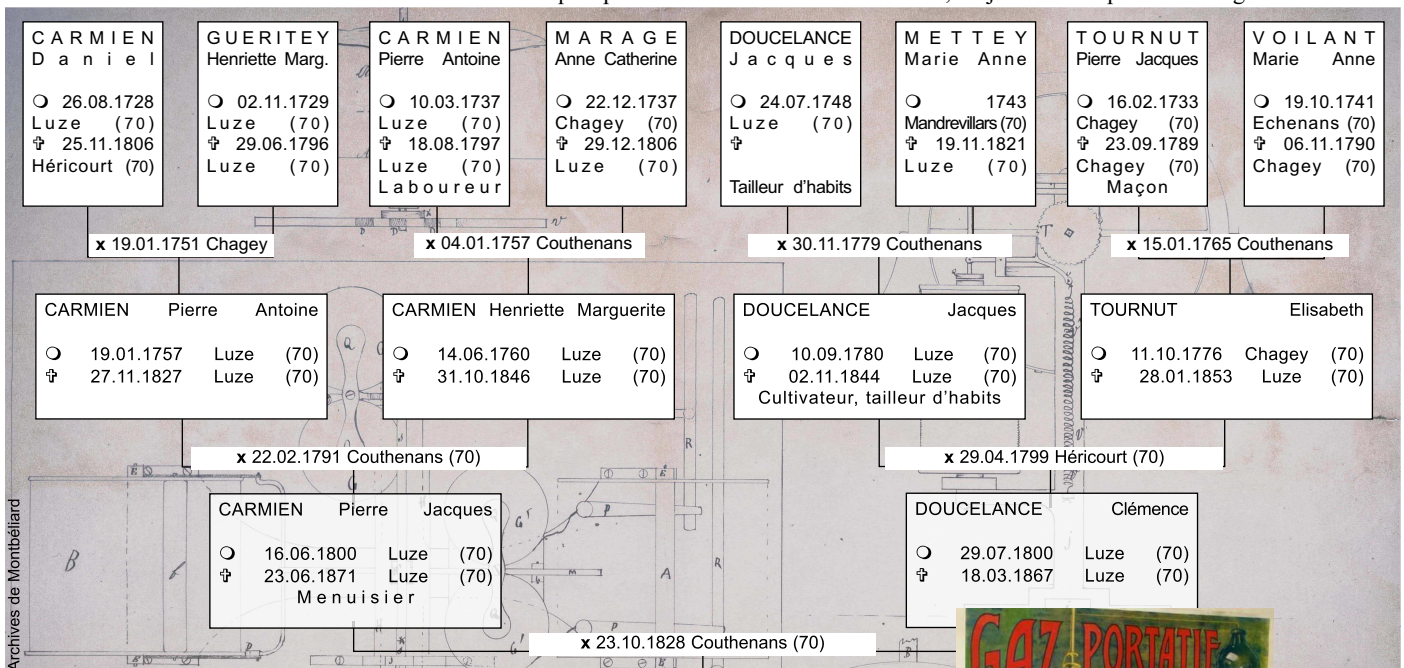 CARMIEN
Daniel
❍ 26.08.1728
Luze (70)
✞ 25.11.1806
Héricourt (70)
GUERITEY
Henriette Marg.
❍ 02.11.1729
Luze (70)
✞ 29.06.1796
Luze (70)
CARMIEN
Pierre Antoine
❍ 10.03.1737
Luze (70)
✞ 18.08.1797
Luze (70)
Laboureur
MARAGE
Anne Catherine
❍ 22.12.1737
Chagey (70)
✞ 29.12.1806
Luze (70)
DOUCELANCE
Jacques
❍ 24.07.1748
Luze (70)
✞
Tailleur d’habits
METTEY
Marie Anne
❍ 1743
Mandrevillars (70)
✞ 19.11.1821
Luze (70)
TOURNUT
Pierre Jacques
❍ 16.02.1733
Chagey (70)
✞ 23.09.1789
Chagey (70)
Maçon
VOILANT
Marie Anne
❍ 19.10.1741
Echenans (70)
✞ 06.11.1790
Chagey (70)
x 19.01.1751 Chagey
x 04.01.1757 Couthenans
x 30.11.1779 Couthenans
x 15.01.1765 Couthenans
CARMIEN Pierre Antoine
❍ 19.01.1757 Luze (70)
✞ 27.11.1827 Luze (70)
CARMIEN Henriette Marguerite
❍ 14.06.1760 Luze (70)
✞ 31.10.1846 Luze (70)
DOUCELANCE Jacques
❍ 10.09.1780 Luze (70)
✞ 02.11.1844 Luze (70)
Cultivateur, tailleur d’habits
TOURNUT Elisabeth
❍ 11.10.1776 Chagey (70)
✞ 28.01.1853 Luze (70)
x 22.02.1791 Couthenans (70)
x 29.04.1799 Héricourt (70)
CARMIEN Pierre Jacques
❍ 16.06.1800 Luze (70)
✞ 23.06.1871 Luze (70)
Menuisier
DOUCELANCE Clémence
❍ 29.07.1800 Luze (70)
✞ 18.03.1867 Luze (70)
x 23.10.1828 Couthenans (70)
Archives de Montbéliard
GAZ PORTATIF
T
Q
R
R
B
A
P
P
G'
G'
G
m